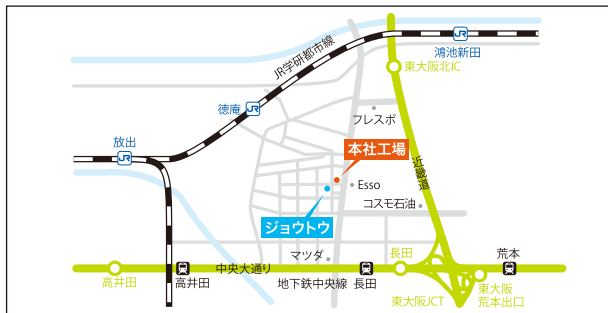 JR学研都市線
JR
鴻池新田
東大阪北IC
徳庵
JR
フレスポ
放出
JR
本社工場
近畿道
Esso
コスモ石油
ジョウトウ
マツダ
長田
荒本
高井田
高井田
中央大通り
地下鉄中央線
長田
東大阪JCT
東大阪
荒本出口